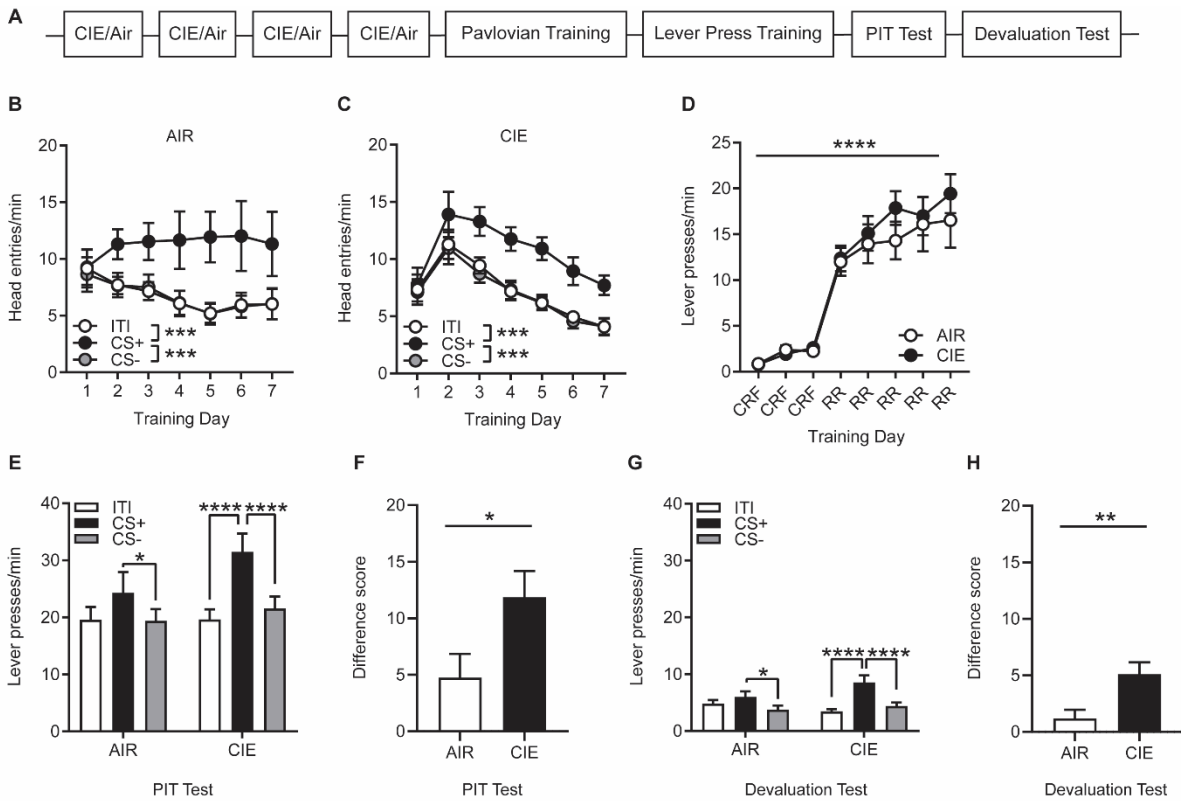 A
CIE/Air CIE/Air CIE/Air CIE/Air Pavlovian Training Lever Press Training PIT Test Devaluation Test
B
AIR
Head entries/min
20
15
10
5
0
ITI
CS+
CS-
***
***
1 2 3 4 5 6 7
Training Day
C
CIE
Head entries/min
20
15
10
5
0
ITI
CS+
CS-
***
***
1 2 3 4 5 6 7
Training Day
D
Lever presses/min
25
20
15
10
5
0
****
AIR
CIE
CRF CRF CRF RR RR RR RR RR
Training Day
E
Lever presses/min
40
30
20
10
0
ITI
CS+
CS-
*
**** ****
AIR CIE
PIT Test
F
Difference score
20
15
10
5
0
*
AIR CIE
PIT Test
G
Lever presses/min
40
30
20
10
0
ITI
CS+
CS-
*
**** ****
AIR CIE
Devaluation Test
H
Difference score
20
15
10
5
0
**
AIR CIE
Devaluation Test